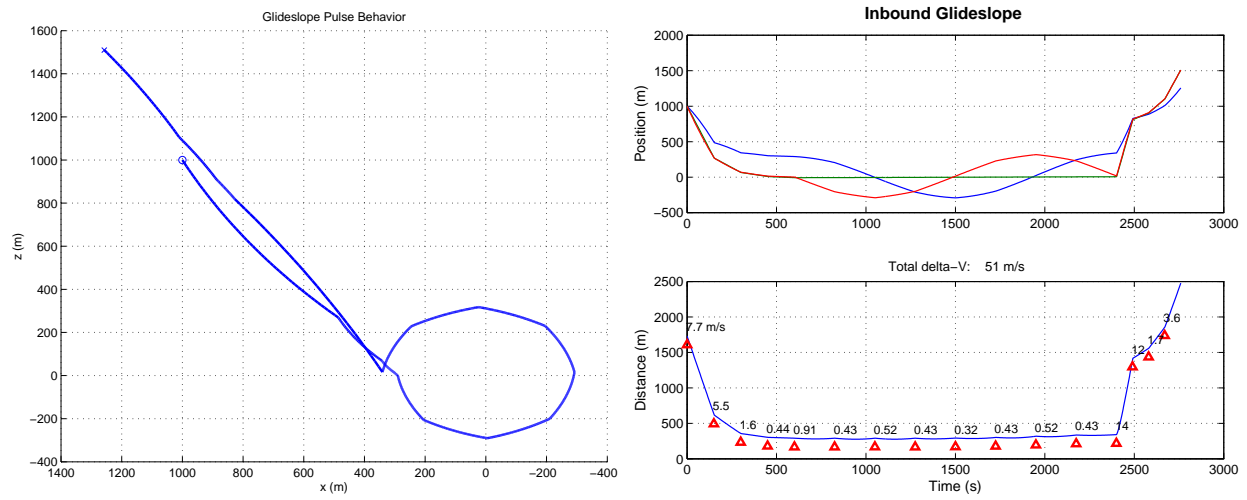 Glideslope Pulse Behavior
1600
1400
1200
1000
800
600
400
200
0
−200
−400
z (m)
1400 1200 1000 800 600 400 200 0 −200 −400
x (m)
Inbound Glideslope
2000
1500
1000
500
0
−500
Position (m)
0 500 1000 1500 2000 2500 3000
Total delta−V: 51 m/s
2500
2000
1500
1000
500
0
Distance (m)
7.7 m/s 5.5 1.6 0.44 0.91 0.43 0.52 0.43 0.32 0.43 0.52 0.43 14 12 1.7 3.6
0 500 1000 1500 2000 2500 3000
Time (s)